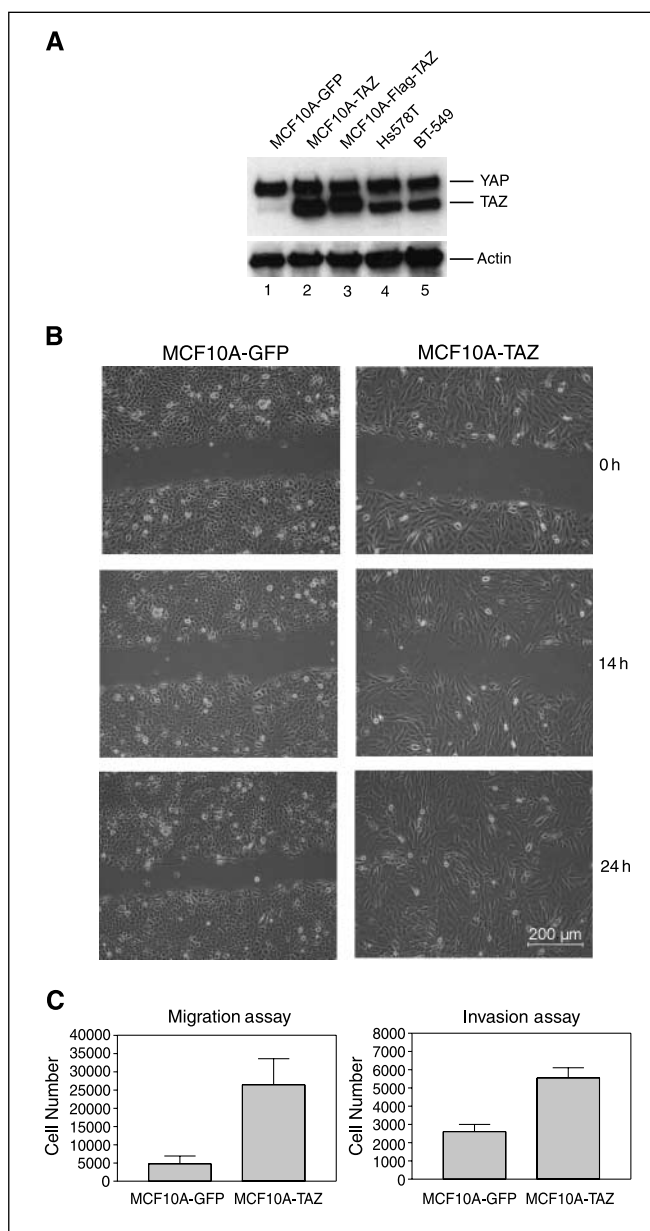 A
MCF10A-GFP
MCF10A-TAZ
MCF10A-Flag-TAZ
Hs578T
BT-549
YAP
TAZ
Actin
1 2 3 4 5
B
MCF10A-GFP MCF10A-TAZ
0 h
14 h
24 h
200 µm
C
Migration assay
Cell Number
40000
35000
30000
25000
20000
15000
10000
5000
0
MCF10A-GFP MCF10A-TAZ
Invasion assay
Cell Number
8000
7000
6000
5000
4000
3000
2000
1000
0
MCF10A-GFP MCF10A-TAZ